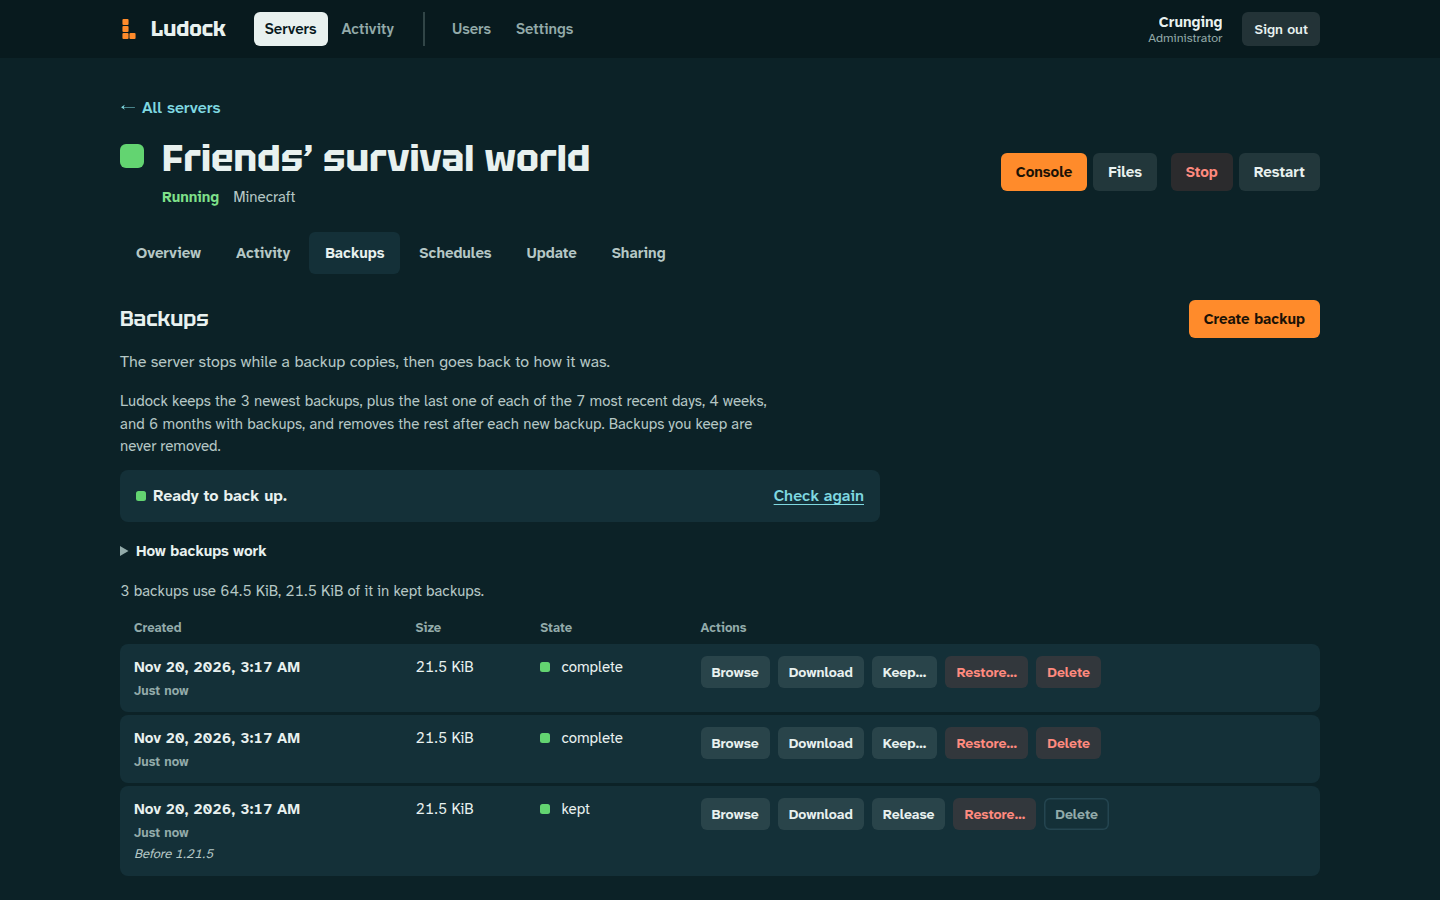 Ludock
Servers
Activity
Users
Settings
Crunging
Administrator
Sign out
← All servers
Friends’ survival world
Running Minecraft
Console
Files
Stop
Restart
Overview
Activity
Backups
Schedules
Update
Sharing
Backups
Create backup
The server stops while a backup copies, then goes back to how it was.
Ludock keeps the 3 newest backups, plus the last one of each of the 7 most recent days, 4 weeks,
and 6 months with backups, and removes the rest after each new backup. Backups you keep are
never removed.
Ready to back up.
Check again
How backups work
3 backups use 64.5 KiB, 21.5 KiB of it in kept backups.
Created Size State Actions
Nov 20, 2026, 3:17 AM 21.5 KiB complete Browse Download Keep... Restore... Delete
Just now
Nov 20, 2026, 3:17 AM 21.5 KiB complete Browse Download Keep... Restore... Delete
Just now
Nov 20, 2026, 3:17 AM 21.5 KiB kept Browse Download Release Restore... Delete
Just now
Before 1.21.5